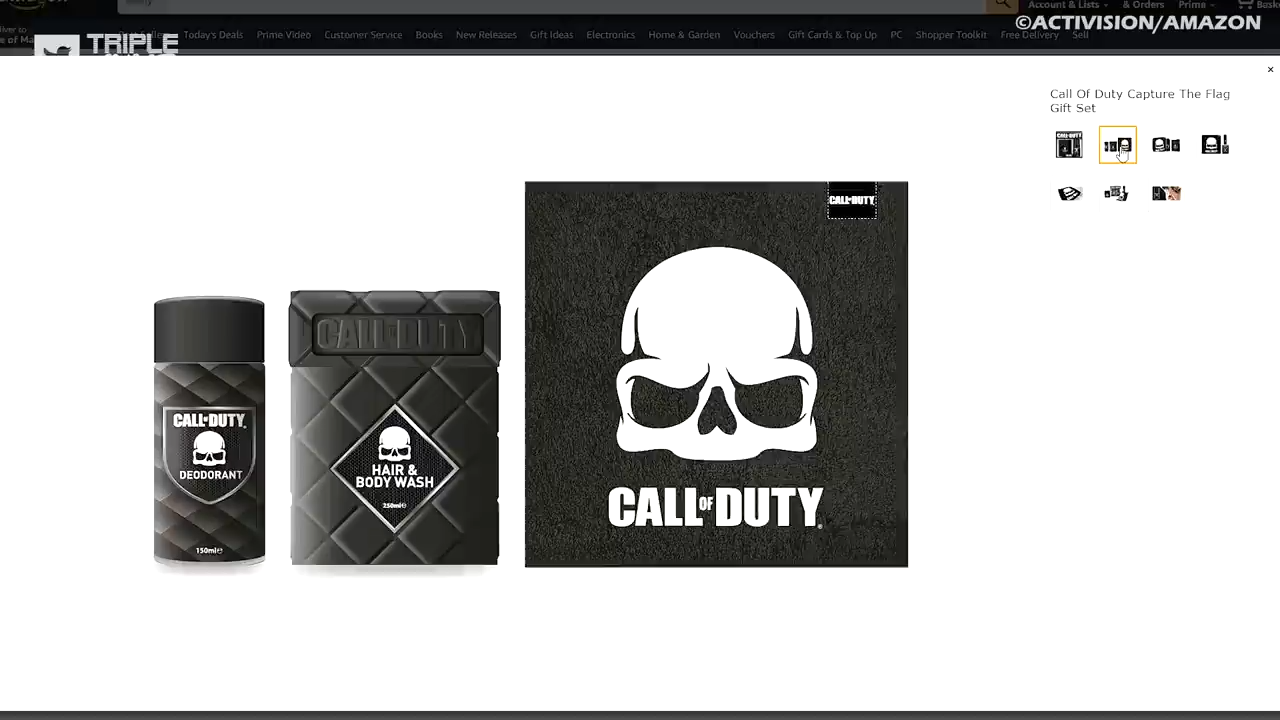 Account & Lists
& Orders
Prime
©ACTIVISION/AMAZON
TRIPLE
Today's Deals
Prime Video
Customer Service
Books
New Releases
Gift Ideas
Electronics
Home & Garden
Vouchers
Gift Cards & Top Up
PC
Shopper Toolkit
Free Delivery
Sell
×
Call Of Duty Capture The Flag
Gift Set
CALL OF DUTY
CALL OF DUTY
CALL OF DUTY
DEODORANT
150ml e
HAIR &
BODY WASH
250ml e
CALL OF DUTY